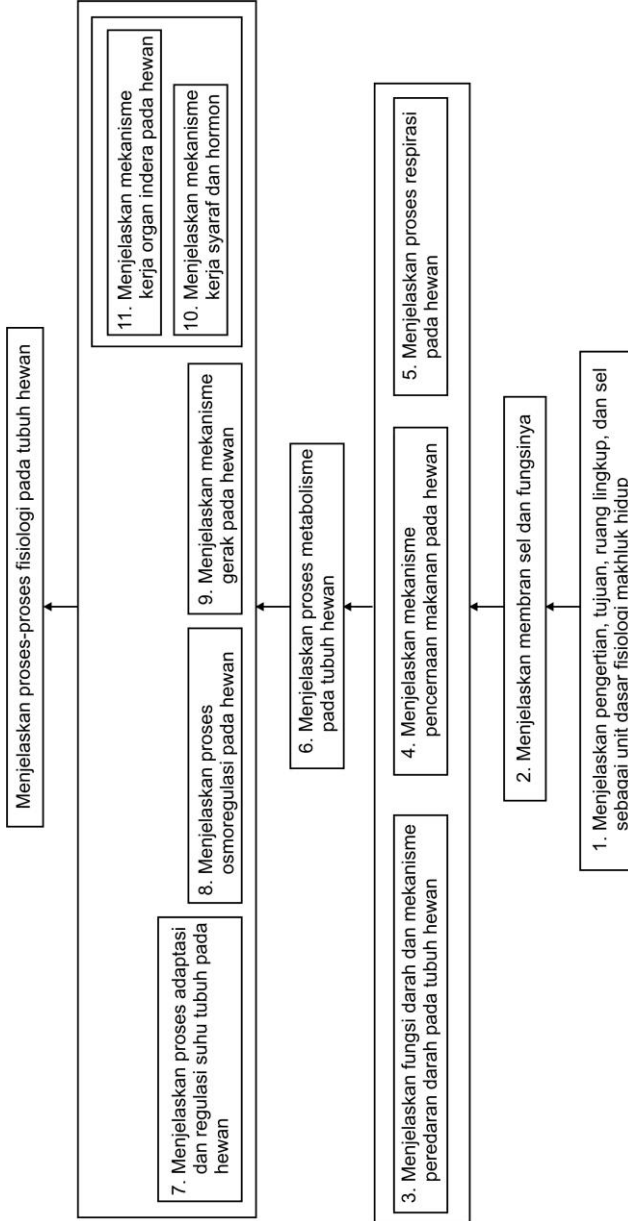 Menjelaskan proses-proses fisiologi pada tubuh hewan
7. Menjelaskan proses adaptasi
dan regulasi suhu tubuh pada
hewan
8. Menjelaskan proses
osmoregulasi pada hewan
9. Menjelaskan mekanisme
gerak pada hewan
11. Menjelaskan mekanisme
kerja organ indera pada hewan
10. Menjelaskan mekanisme
kerja syaraf dan hormon
6. Menjelaskan proses metabolisme
pada tubuh hewan
3. Menjelaskan fungsi darah dan mekanisme
peredaran darah pada tubuh hewan
4. Menjelaskan mekanisme
pencernaan makanan pada hewan
5. Menjelaskan proses respirasi
pada hewan
2. Menjelaskan membran sel dan fungsinya
1. Menjelaskan pengertian, tujuan, ruang lingkup, dan sel
sebagai unit dasar fisiologi makhluk hidup